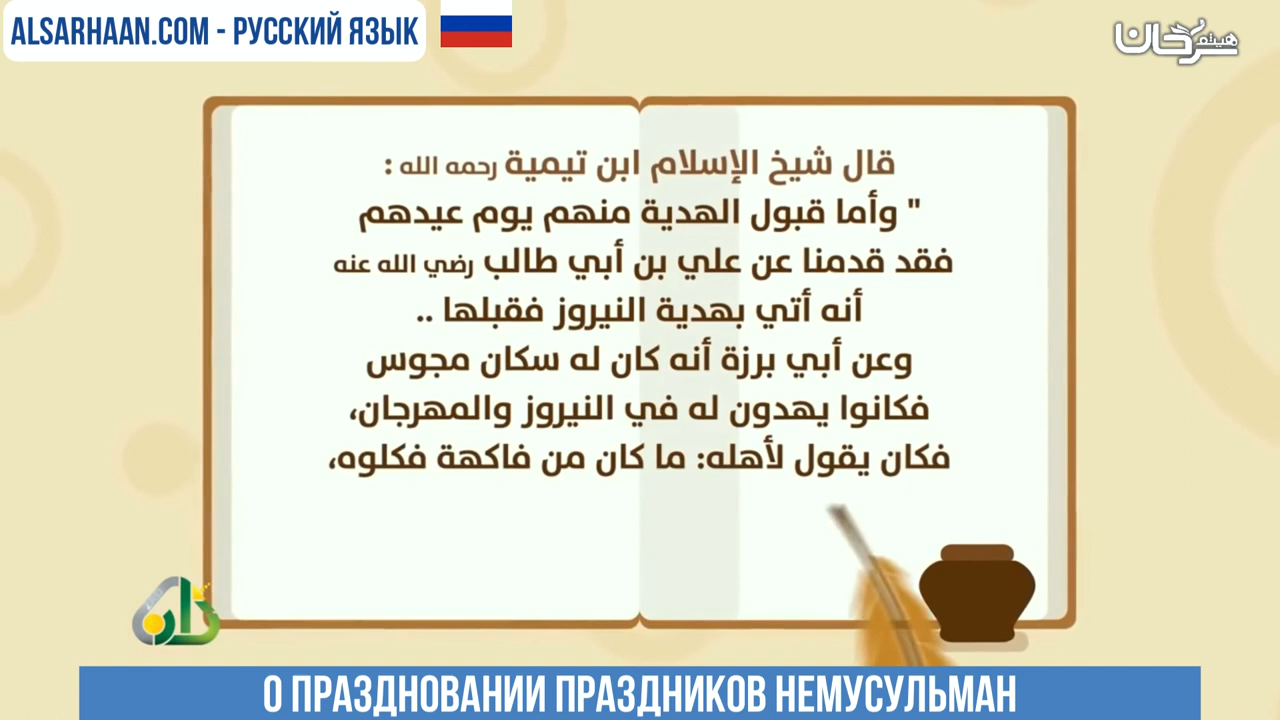 ALSARHAAN.COM - РУССКИЙ ЯЗЫК
هيثم سرحان
قال شيخ الإسلام ابن تيمية رحمه الله :
" وأما قبول الهدية منهم يوم عيدهم
فقد قدمنا عن علي بن أبي طالب رضي الله عنه
أنه أتي بهدية النيروز فقبلها ..
وعن أبي برزة أنه كان له سكان مجوس
فكانوا يهدون له في النيروز والمهرجان،
فكان يقول لأهله: ما كان من فاكهة فكلوه،
О ПРАЗДНОВАНИИ ПРАЗДНИКОВ НЕМУСУЛЬМАН